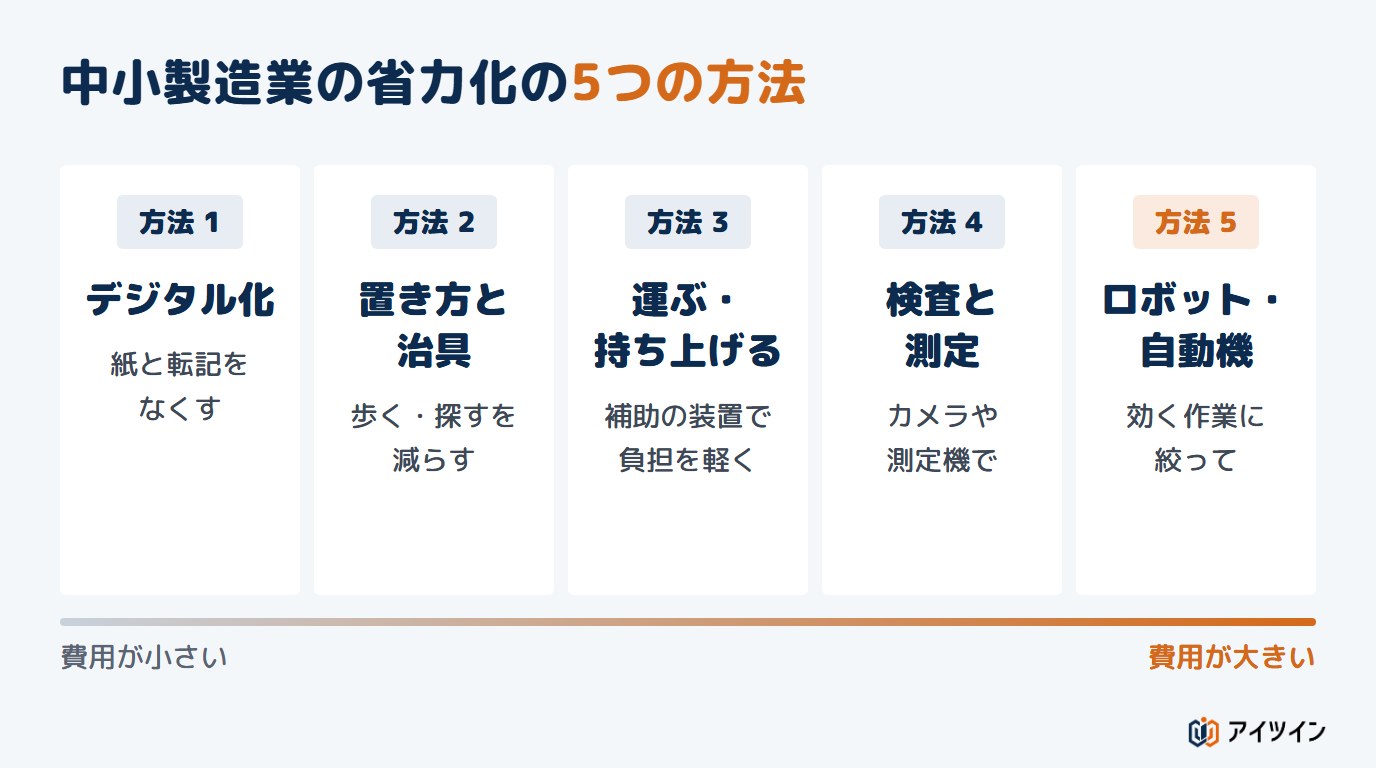 中小製造業の省力化の5つの方法
方法 1
デジタル化
紙と転記を
なくす
方法 2
置き方と
治具
歩く・探すを
減らす
方法 3
運ぶ・
持ち上げる
補助の装置で
負担を軽く
方法 4
検査と
測定
カメラや
測定機で
方法 5
ロボット・
自動機
効く作業に
絞って
費用が小さい
費用が大きい
アイツイン